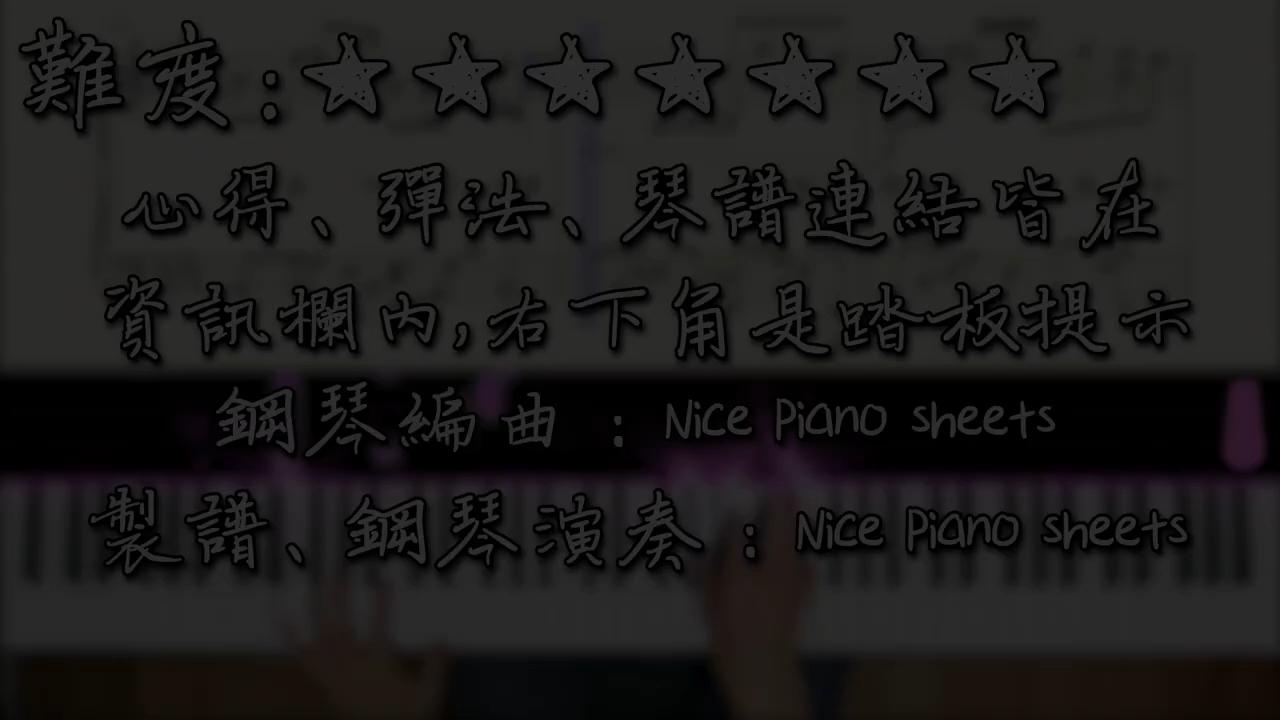 難度:★★★★★★★
心得、彈法、琴譜連結皆在
資訊欄內,右下角是踏板提示
鋼琴編曲 : Nice Piano sheets
製譜、鋼琴演奏 : Nice Piano sheets